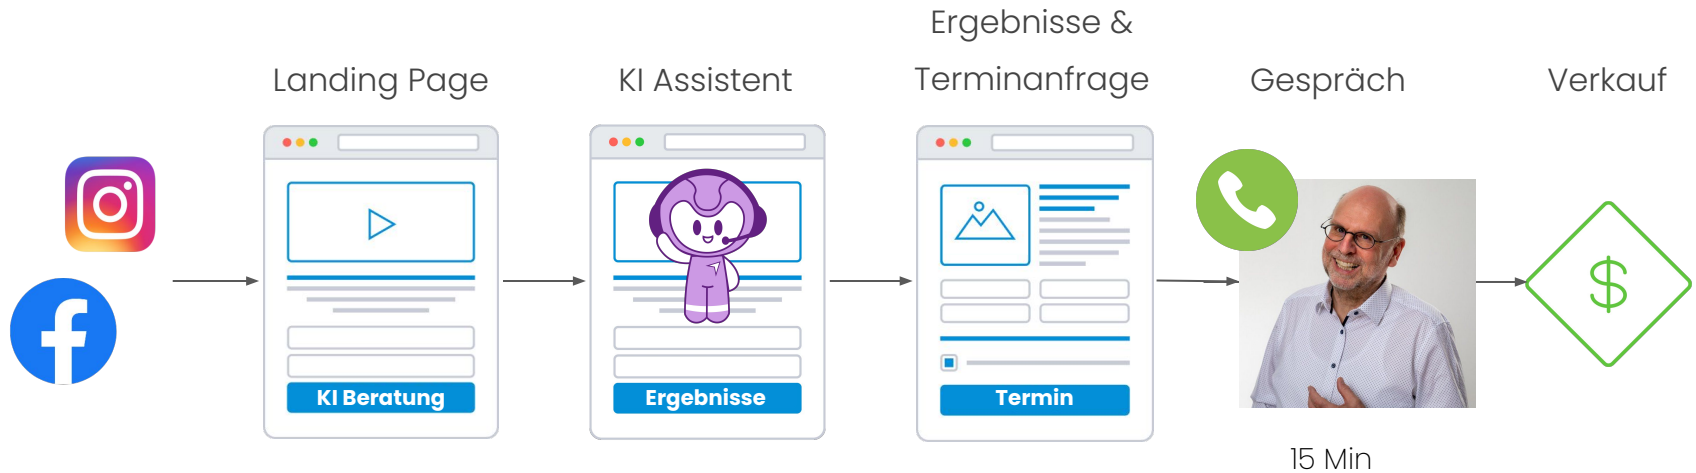 Landing Page
KI Beratung
KI Assistent
Ergebnisse
Ergebnisse &
Terminanfrage
Termin
Gespräch
15 Min
Verkauf
$